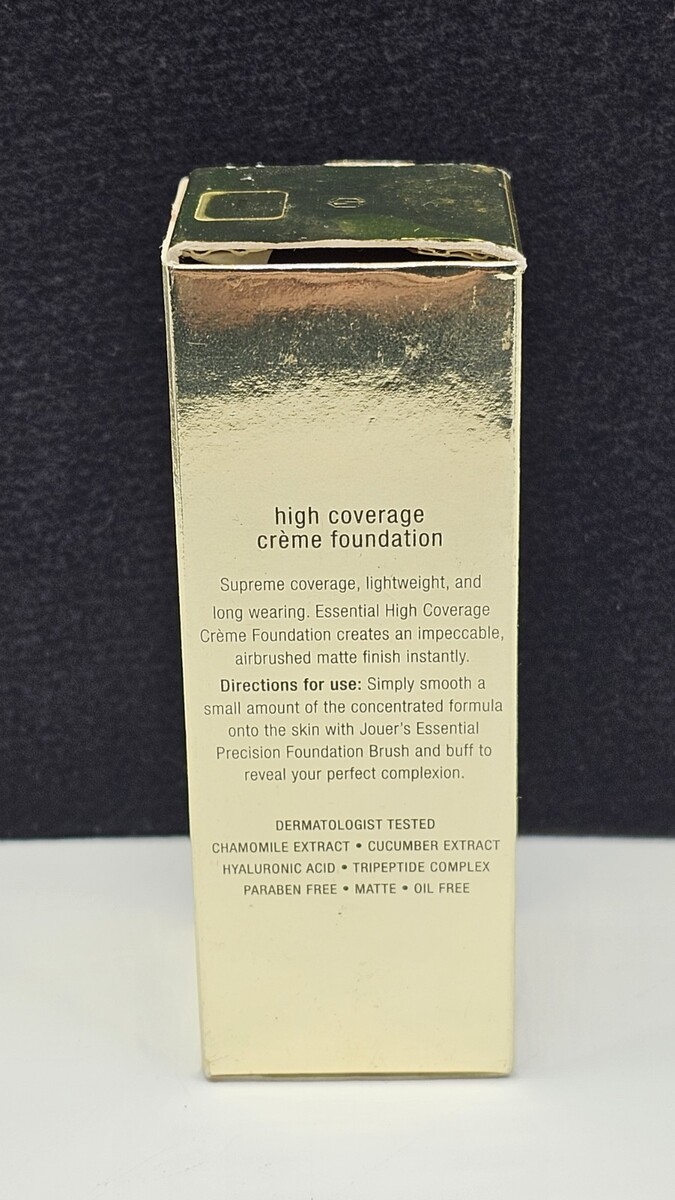 high coverage
crème foundation
Supreme coverage, lightweight, and
long wearing. Essential High Coverage
Crème Foundation creates an impeccable,
airbrushed matte finish instantly.
Directions for use: Simply smooth a
small amount of the concentrated formula
onto the skin with Jouer's Essential
Precision Foundation Brush and buff to
reveal your perfect complexion.
DERMATOLOGIST TESTED
CHAMOMILE EXTRACT • CUCUMBER EXTRACT
HYALURONIC ACID • TRIPEPTIDE COMPLEX
PARABEN FREE • MATTE • OIL FREE